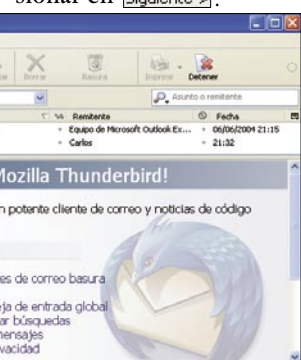 sionar en Siguiente > .
Borrar Basura Imprimir Detener
Asunto o remitente
Remitente Fecha
Equipo de Microsoft Outlook Ex... 06/06/2004 21:15
Carlos 21:32
Mozilla Thunderbird!
n potente cliente de correo y noticias de código
es de correo basura
eja de entrada global
ar búsquedas
mensajes
vacidad